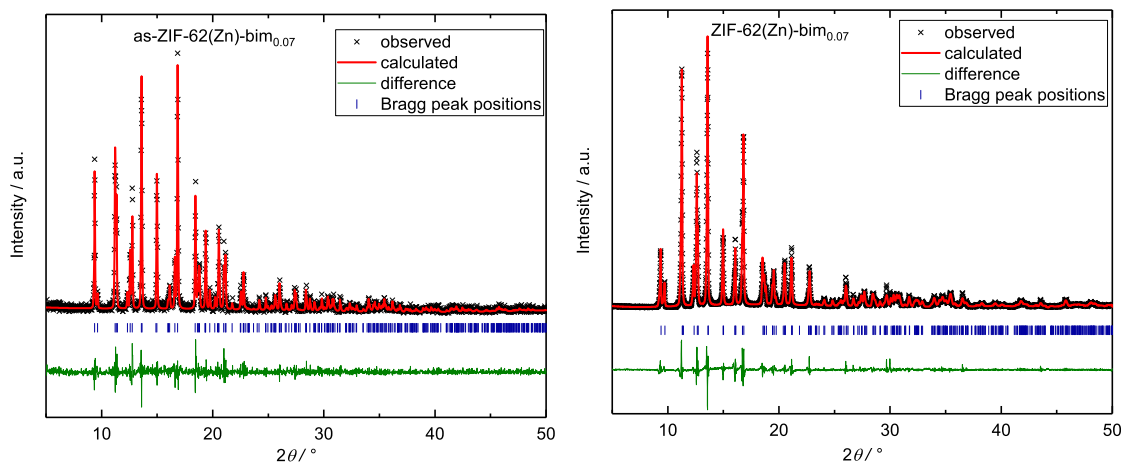 as-ZIF-62(Zn)-bim0.07
observed
calculated
difference
Bragg peak positions
Intensity / a.u.
10
20
30
40
50
2θ / °
ZIF-62(Zn)-bim0.07
observed
calculated
difference
Bragg peak positions
Intensity / a.u.
10
20
30
40
50
2θ / °